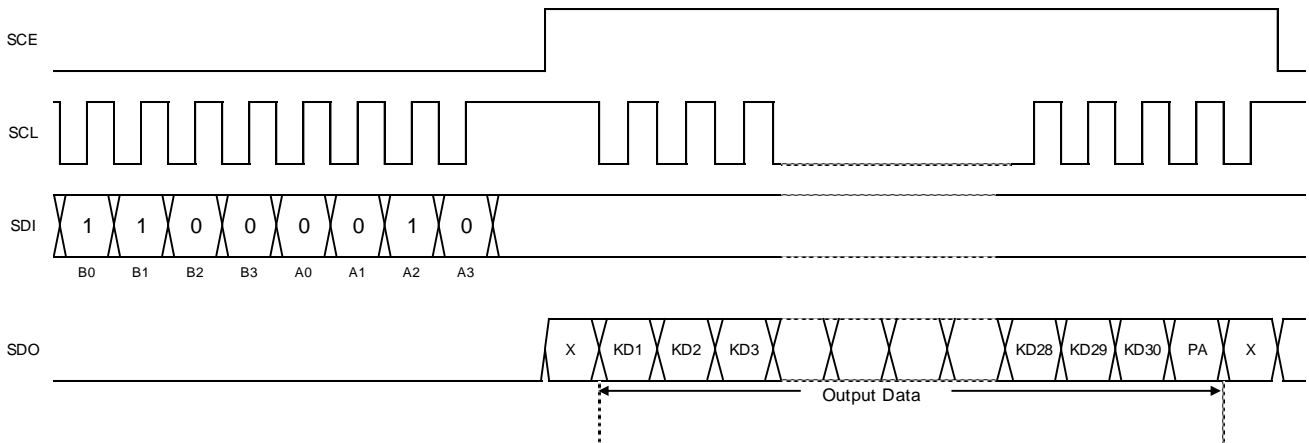 SCE
SCL
SDI 1 1 0 0 0 0 1 0
B0 B1 B2 B3 A0 A1 A2 A3
SDO X KD1 KD2 KD3 KD28 KD29 KD30 PA X
Output Data